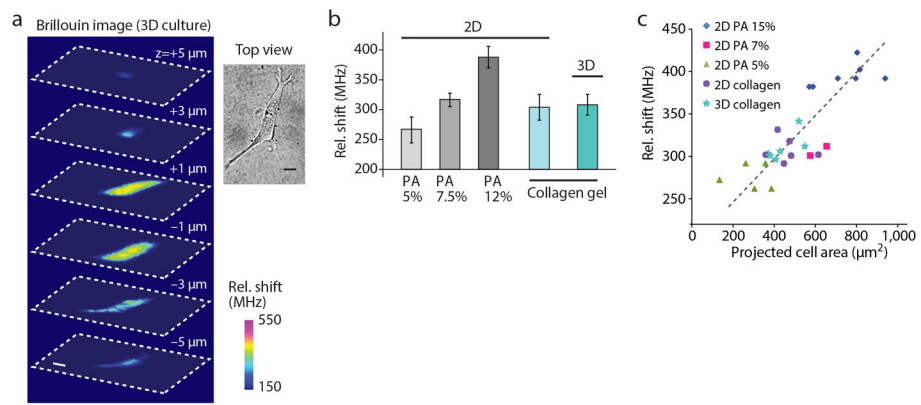 a
Brillouin image (3D culture)
z=+5 μm
+3 μm
+1 μm
–1 μm
–3 μm
–5 μm
Top view
Rel. shift
(MHz)
550
150
b
2D
3D
Rel. shift (MHz)
400
350
300
250
200
PA
5%
PA
7.5%
PA
12%
Collagen gel
c
2D PA 15%
2D PA 7%
2D PA 5%
2D collagen
3D collagen
Rel. shift (MHz)
450
400
350
300
250
0
200
400
600
800
1,000
Projected cell area (μm²)